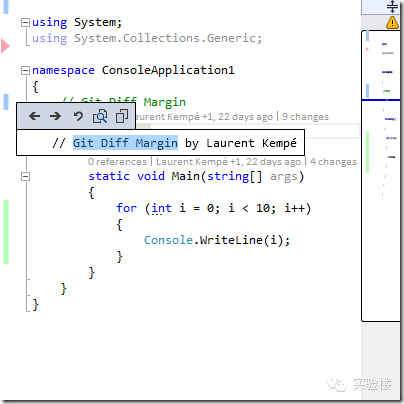 using System;
using System.Collections.Generic;
namespace ConsoleApplication1
{
// Git Diff Margin
Laurent Kempé +1, 22 days ago | 9 changes
// Git Diff Margin by Laurent Kempé
0 references | Laurent Kempé +1, 22 days ago | 4 changes
static void Main(string[] args)
{
for (int i = 0; i < 10; i++)
{
Console.WriteLine(i);
}
}
}
}
实验楼